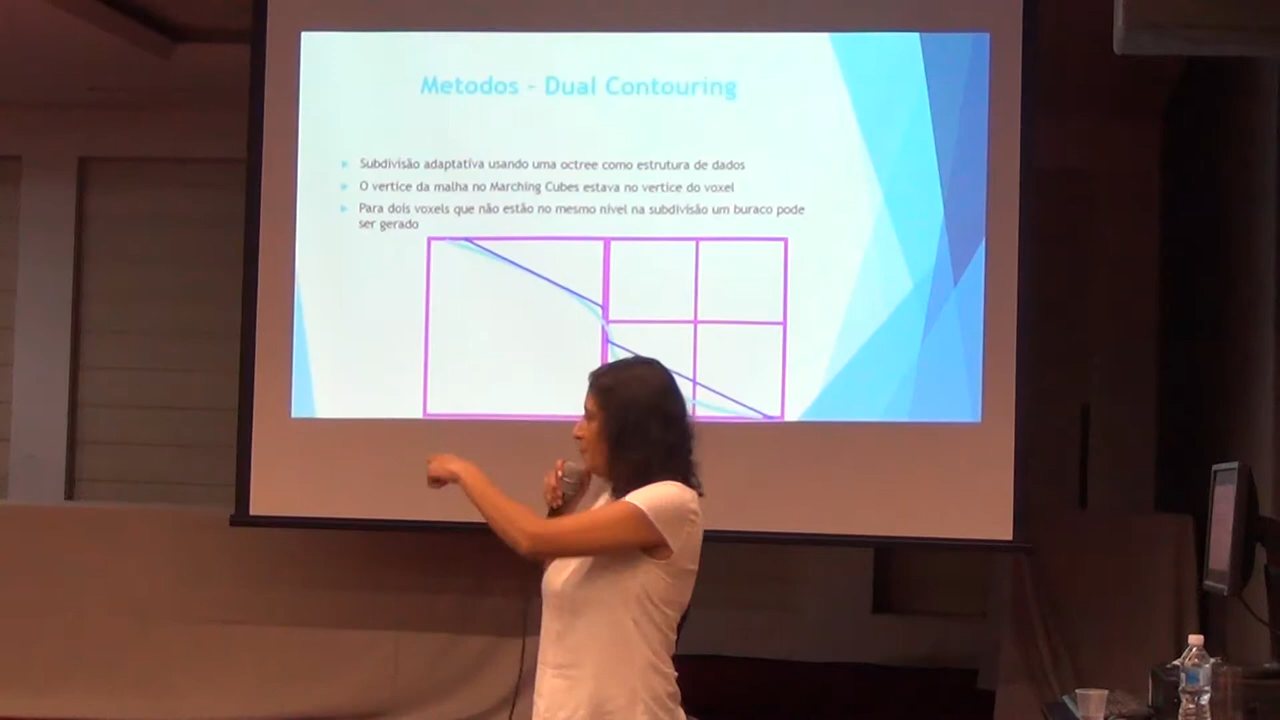 Metodos - Dual Contouring
Subdivisão adaptativa usando uma octree como estrutura de dados
O vertice da malha no Marching Cubes estava no vertice do voxel
Para dois voxels que não estão no mesmo nivel na subdivisão um buraco pode
ser gerado